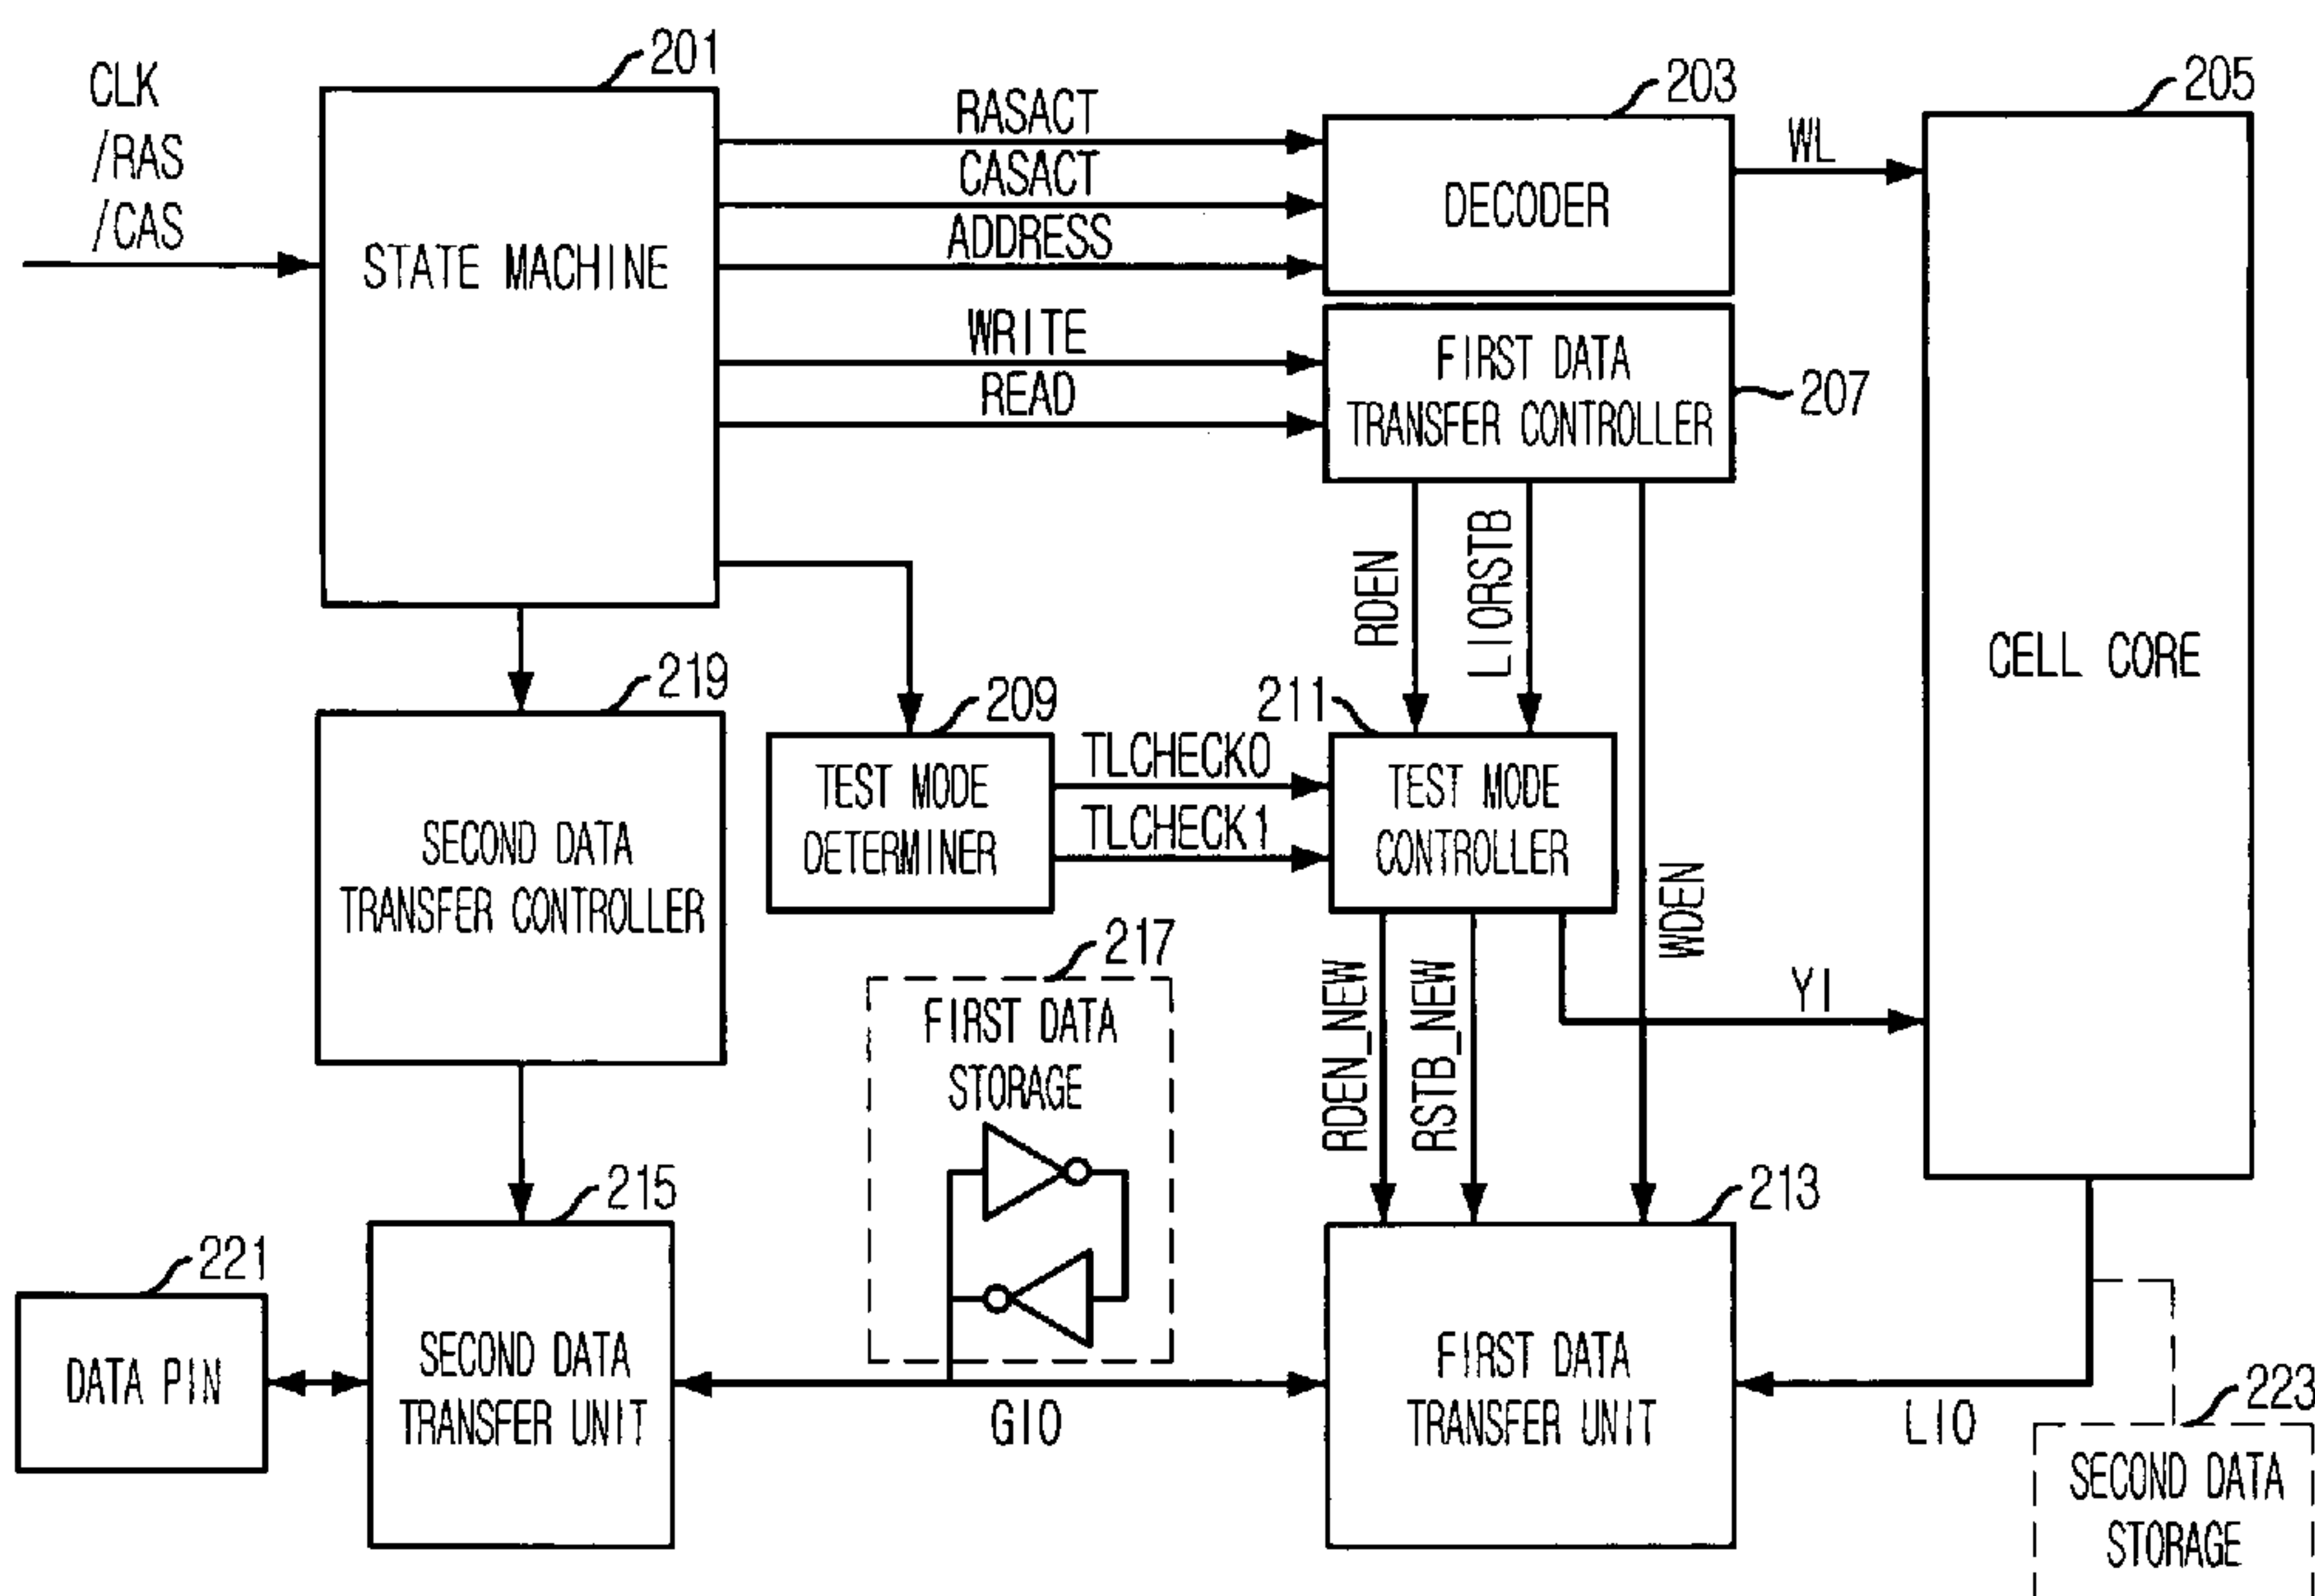 CLK
/RAS
/CAS
201
STATE MACHINE
RASACT
CASACT
ADDRESS
WRITE
READ
203
DECODER
WL
205
CELL CORE
FIRST DATA
TRANSFER CONTROLLER
207
RDEN
LIORSTB
WDEN
219
SECOND DATA
TRANSFER CONTROLLER
209
TEST MODE
DETERMINER
TLCHECK0
TLCHECK1
211
TEST MODE
CONTROLLER
RDEN_NEW
RSTB_NEW
YI
217
FIRST DATA
STORAGE
221
DATA PIN
215
SECOND DATA
TRANSFER UNIT
GIO
213
FIRST DATA
TRANSFER UNIT
LIO
223
SECOND DATA
STORAGE